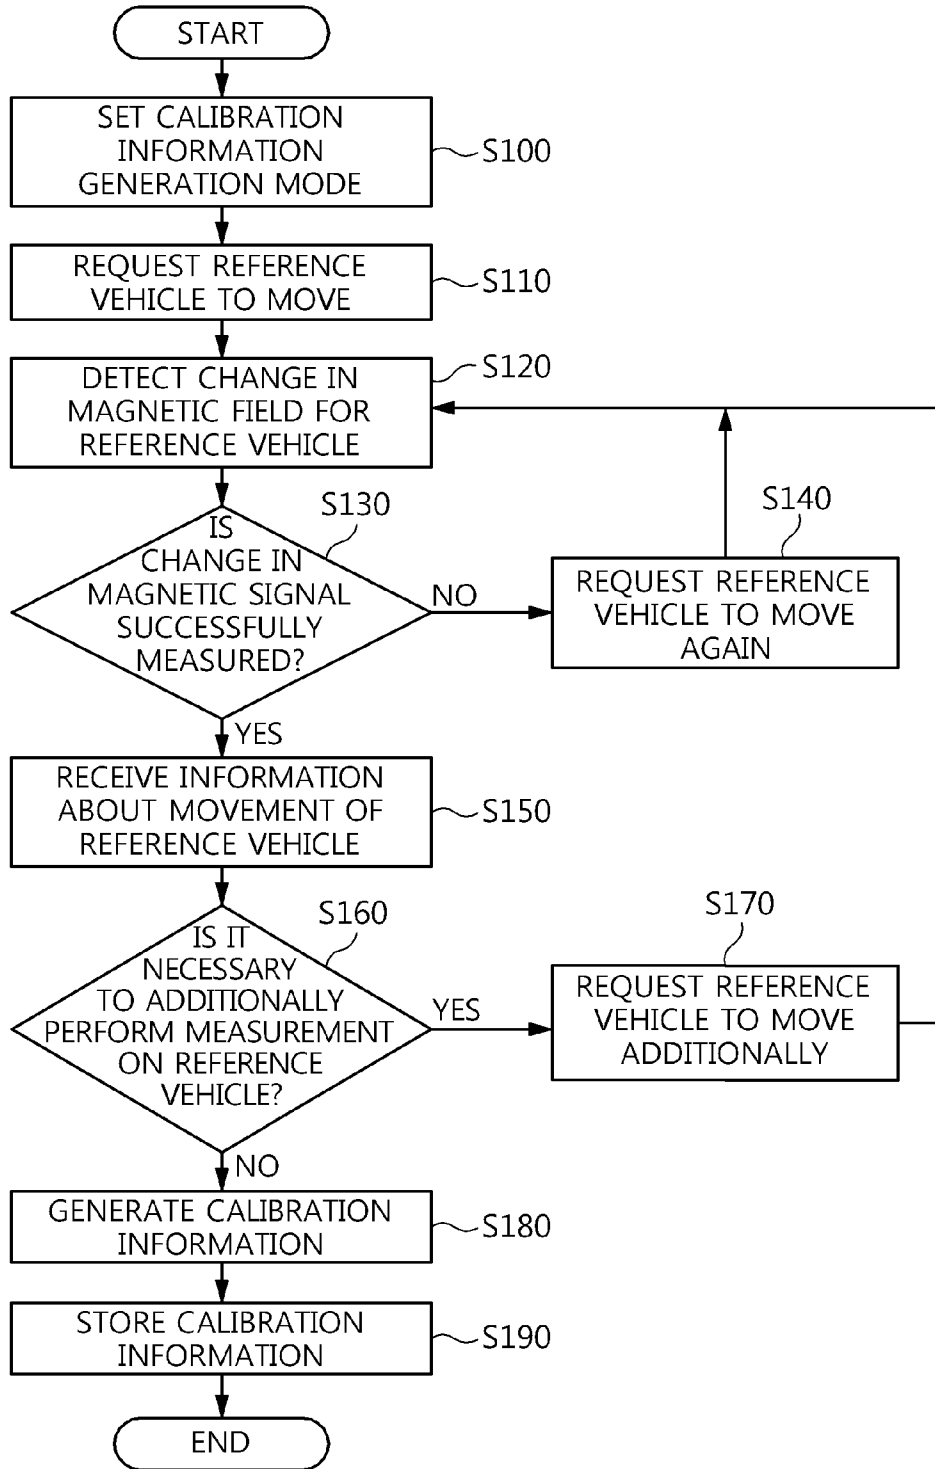 START
SET CALIBRATION
INFORMATION
GENERATION MODE
S100
REQUEST REFERENCE
VEHICLE TO MOVE
S110
DETECT CHANGE IN
MAGNETIC FIELD FOR
REFERENCE VEHICLE
S120
IS
CHANGE IN
MAGNETIC SIGNAL
SUCCESSFULLY
MEASURED?
S130
NO
REQUEST REFERENCE
VEHICLE TO MOVE
AGAIN
S140
YES
RECEIVE INFORMATION
ABOUT MOVEMENT OF
REFERENCE VEHICLE
S150
IS IT
NECESSARY
TO ADDITIONALLY
PERFORM MEASUREMENT
ON REFERENCE
VEHICLE?
S160
YES
REQUEST REFERENCE
VEHICLE TO MOVE
ADDITIONALLY
S170
NO
GENERATE CALIBRATION
INFORMATION
S180
STORE CALIBRATION
INFORMATION
S190
END